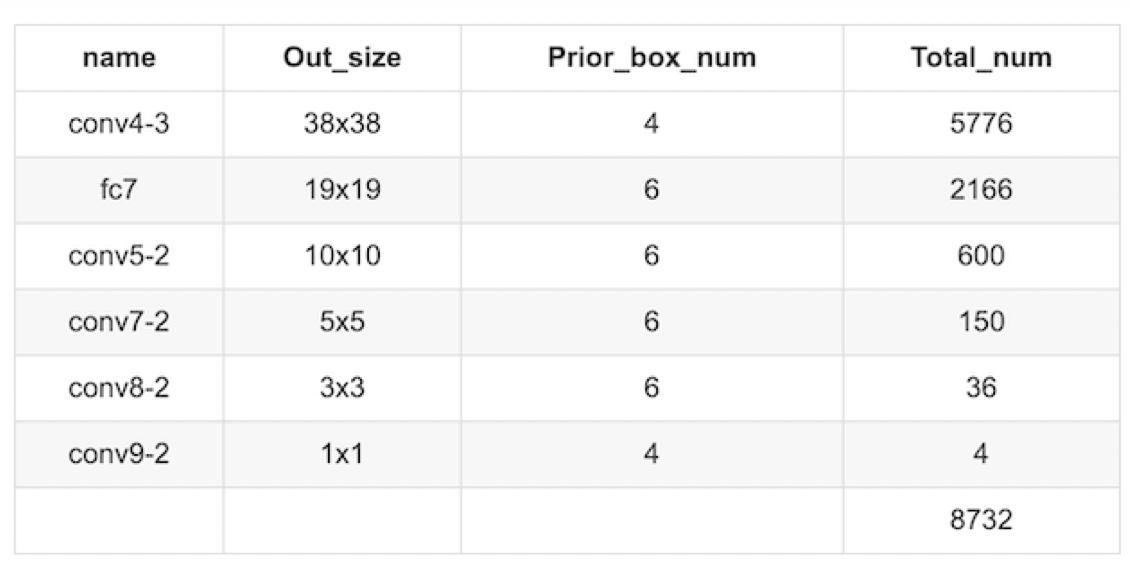 name Out_size Prior_box_num Total_num
conv4-3 38x38 4 5776
fc7 19x19 6 2166
conv5-2 10x10 6 600
conv7-2 5x5 6 150
conv8-2 3x3 6 36
conv9-2 1x1 4 4
8732